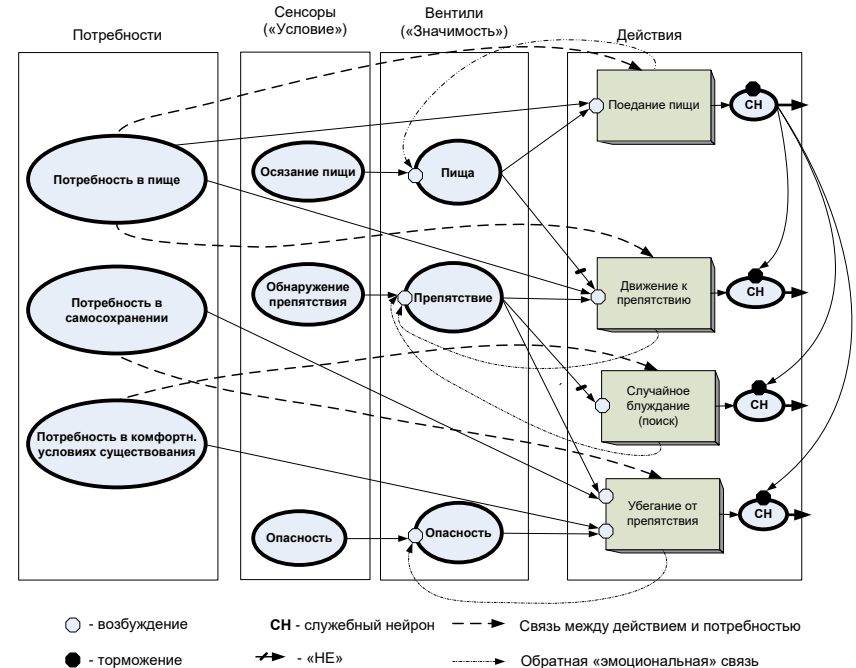 Потребности
Сенсоры
(«Условие»)
Вентили
(«Значимость»)
Действия
Потребность в пище
Осязание пищи
Пища
Поедание пищи
СН
Потребность в
самосохранении
Обнаружение
препятствия
Препятствие
Движение к
препятствию
СН
Случайное
блуждание
(поиск)
СН
Потребность в комфортн.
условиях существования
Опасность
Опасность
Убегание от
препятствия
СН
- возбуждение
СН - служебный нейрон
Связь между действием и потребностью
- торможение
- «НЕ»
Обратная «эмоциональная» связь